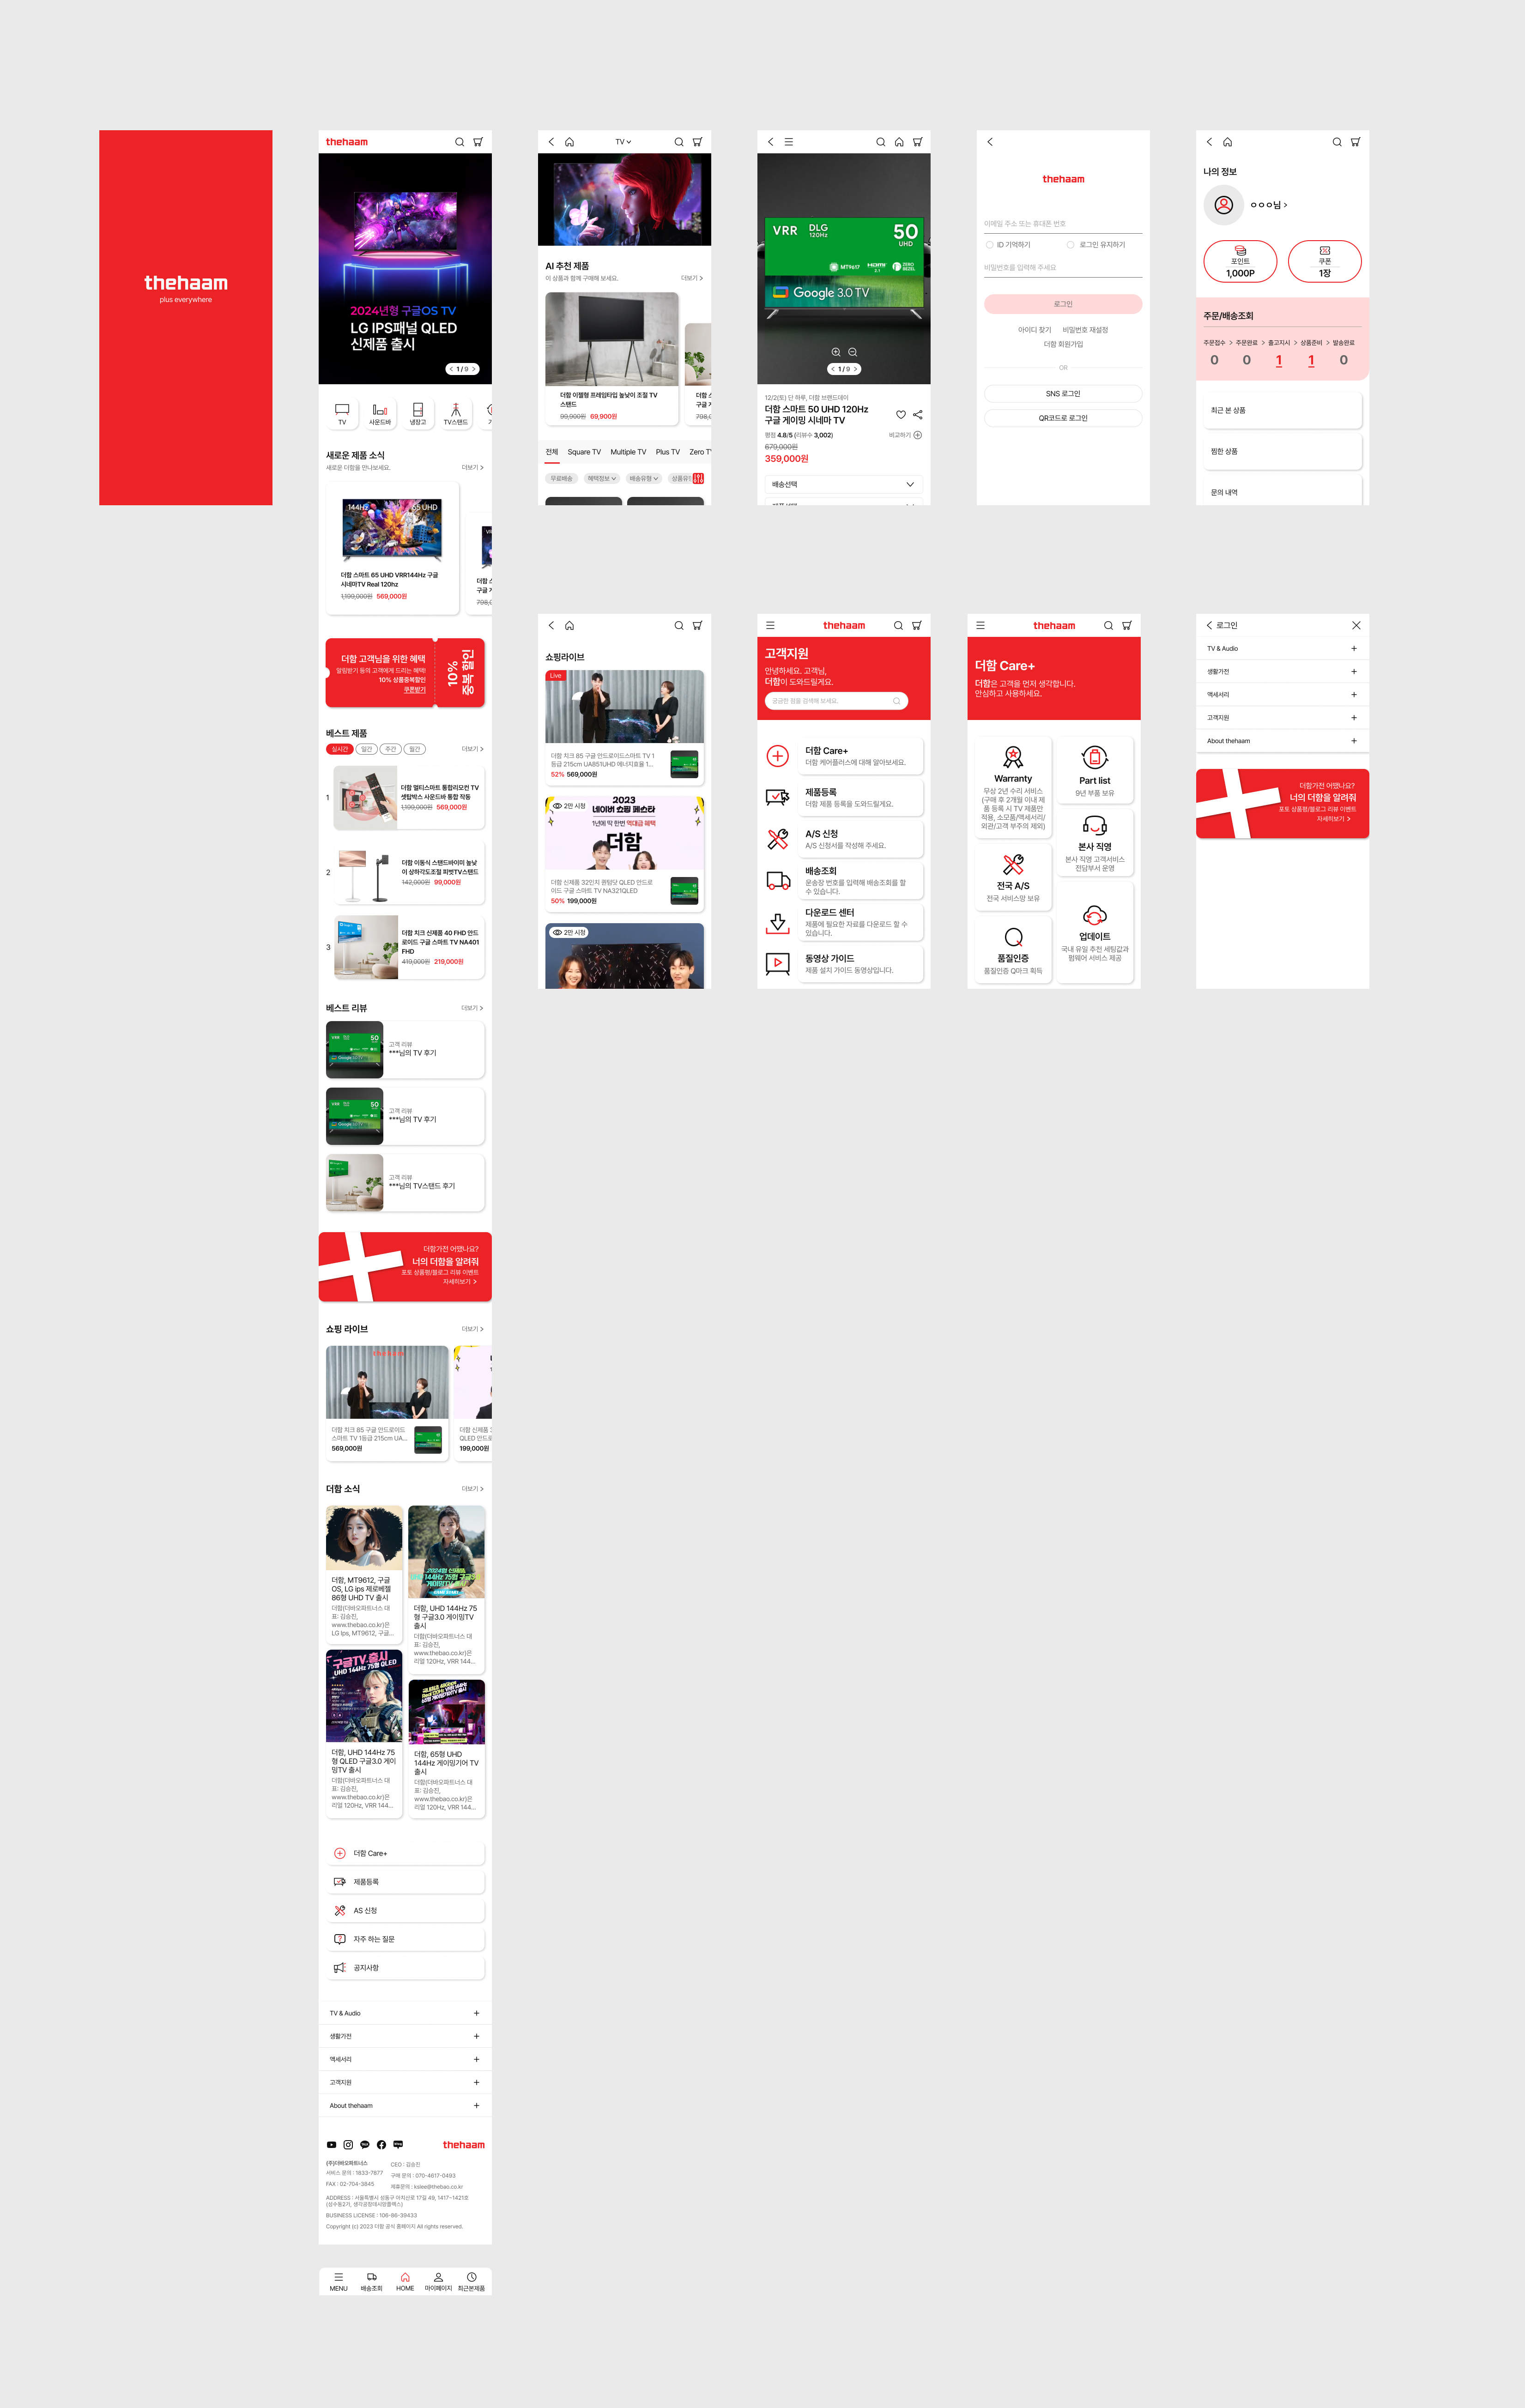 thehaam
plus everywhere
thehaam
2024년형 구글OS TV
LG IPS패널 QLED
신제품 출시
1 / 9
TV
사운드바
냉장고
TV스탠드
새로운 제품 소식
새로운 더함을 만나보세요.
더보기
144Hz
65 UHD
더함 스마트 65 UHD VRR144Hz 구글
시네마TV Real 120hz
1,199,000원 569,000원
더함 고객님을 위한 혜택
알림받기 동의 고객에게 드리는 혜택!
10% 상품중복할인
쿠폰받기
10%
중복 할인
베스트 제품
실시간
일간
주간
월간
더보기
1
더함 멀티스마트 통합리모컨 TV
셋탑박스 사운드바 통합 작동
1,199,000원 569,000원
2
더함 이동식 스탠드바이미 높낮
이 상하각도조절 피벗TV스탠드
142,000원 99,000원
3
더함 치크 신제품 40 FHD 안드
로이드 구글 스마트 TV NA401
FHD
419,000원 219,000원
베스트 리뷰
더보기
고객 리뷰
***님의 TV 후기
고객 리뷰
***님의 TV 후기
고객 리뷰
***님의 TV스탠드 후기
더함가전 어땠나요?
너의 더함을 알려줘
포토 상품평/블로그 리뷰 이벤트
자세히보기
쇼핑 라이브
더보기
thehaam
더함 치크 85 구글 안드로이드
스마트 TV 1등급 215cm UA...
569,000원
더함 신제품
QLED 안드로
199,000원
더함 소식
더보기
더함, MT9612, 구글
OS, LG ips 제로베젤
86형 UHD TV 출시
더함(더바오파트너스 대
표: 김승진,
www.thebao.co.kr)은
LG Ips, MT9612, 구글...
더함, UHD 144Hz 75
형 구글3.0 게이밍TV
출시
더함(더바오파트너스 대
표: 김승진,
www.thebao.co.kr)은
리얼 120Hz, VRR 144...
구글TV.출시
UHD 144Hz 75형 QLED
더함, UHD 144Hz 75
형 QLED 구글3.0 게이
밍TV 출시
더함(더바오파트너스 대
표: 김승진,
www.thebao.co.kr)은
리얼 120Hz, VRR 144...
더함, 65형 UHD
144Hz 게이밍기어 TV
출시
더함(더바오파트너스 대
표: 김승진,
www.thebao.co.kr)은
리얼 120Hz, VRR 144...
더함 Care+
제품등록
AS 신청
자주 하는 질문
공지사항
TV & Audio
생활가전
액세서리
고객지원
About thehaam
thehaam
(주)더바오파트너스
CEO : 김승진
서비스 문의 : 1833-7877
구매 문의 : 070-4617-0493
FAX : 02-704-3845
제휴문의 : kslee@thebao.co.kr
ADDRESS : 서울특별시 성동구 아차산로 17길 49, 1417~1421호
(성수동2가, 생각공장데시앙플렉스)
BUSINESS LICENSE : 106-86-39433
Copyright (c) 2023 더함 공식 홈페이지 All rights reserved.
MENU
배송조회
HOME
마이페이지
최근본제품
TV
AI 추천 제품
이 상품과 함께 구매해 보세요.
더보기
더함 이젤형 프레임타입 높낮이 조절 TV
스탠드
99,900원 69,900원
전체
Square TV
Multiple TV
Plus TV
Zero TV
무료배송
혜택정보
배송유형
상품유형
VRR
DLG
120Hz
50
UHD
MT9617
HDMI
2.1
ZERO
BEZEL
Google 3.0 TV
1 / 9
12/2(토) 단 하루, 더함 브랜드데이
더함 스마트 50 UHD 120Hz
구글 게이밍 시네마 TV
평점 4.8/5 (리뷰수 3,002)
비교하기
679,000원
359,000원
배송선택
thehaam
이메일 주소 또는 휴대폰 번호
ID 기억하기
로그인 유지하기
비밀번호를 입력해 주세요
로그인
아이디 찾기
비밀번호 재설정
더함 회원가입
OR
SNS 로그인
QR코드로 로그인
나의 정보
ㅇㅇㅇ님
포인트
1,000P
쿠폰
1장
주문/배송조회
주문접수
주문완료
출고지시
상품준비
발송완료
0
0
1
1
0
최근 본 상품
찜한 상품
문의 내역
쇼핑라이브
Live
더함 치크 85 구글 안드로이드스마트 TV 1
등급 215cm UA851UHD 에너지효율 1...
52% 569,000원
2만 시청
2023
네이버 쇼핑 페스타
1년에 딱 한번 역대급 혜택
더함
더함 신제품 32인치 퀀텀닷 QLED 안드로
이드 구글 스마트 TV NA321QLED
50% 199,000원
2만 시청
thehaam
고객지원
안녕하세요. 고객님,
더함이 도와드릴게요.
궁금한 점을 검색해 보세요.
더함 Care+
더함 케어플러스에 대해 알아보세요.
제품등록
더함 제품 등록을 도와드릴게요.
A/S 신청
A/S 신청서를 작성해 주세요.
배송조회
운송장 번호를 입력해 배송조회를 할
수 있습니다.
다운로드 센터
제품에 필요한 자료를 다운로드 할 수
있습니다.
동영상 가이드
제품 설치 가이드 동영상입니다.
thehaam
더함 Care+
더함은 고객을 먼저 생각합니다.
안심하고 사용하세요.
Warranty
무상 2년 수리 서비스
(구매 후 2개월 이내 제
품 등록 시 TV 제품만
적용, 소모품/액세서리/
외관/고객 부주의 제외)
Part list
9년 부품 보유
본사 직영
본사 직영 고객서비스
전담부서 운영
전국 A/S
전국 서비스망 보유
업데이트
국내 유일 추천 세팅값과
펌웨어 서비스 제공
품질인증
품질인증 Q마크 획득
로그인
TV & Audio
생활가전
액세서리
고객지원
About thehaam
더함가전 어땠나요?
너의 더함을 알려줘
포토 상품평/블로그 리뷰 이벤트
자세히보기